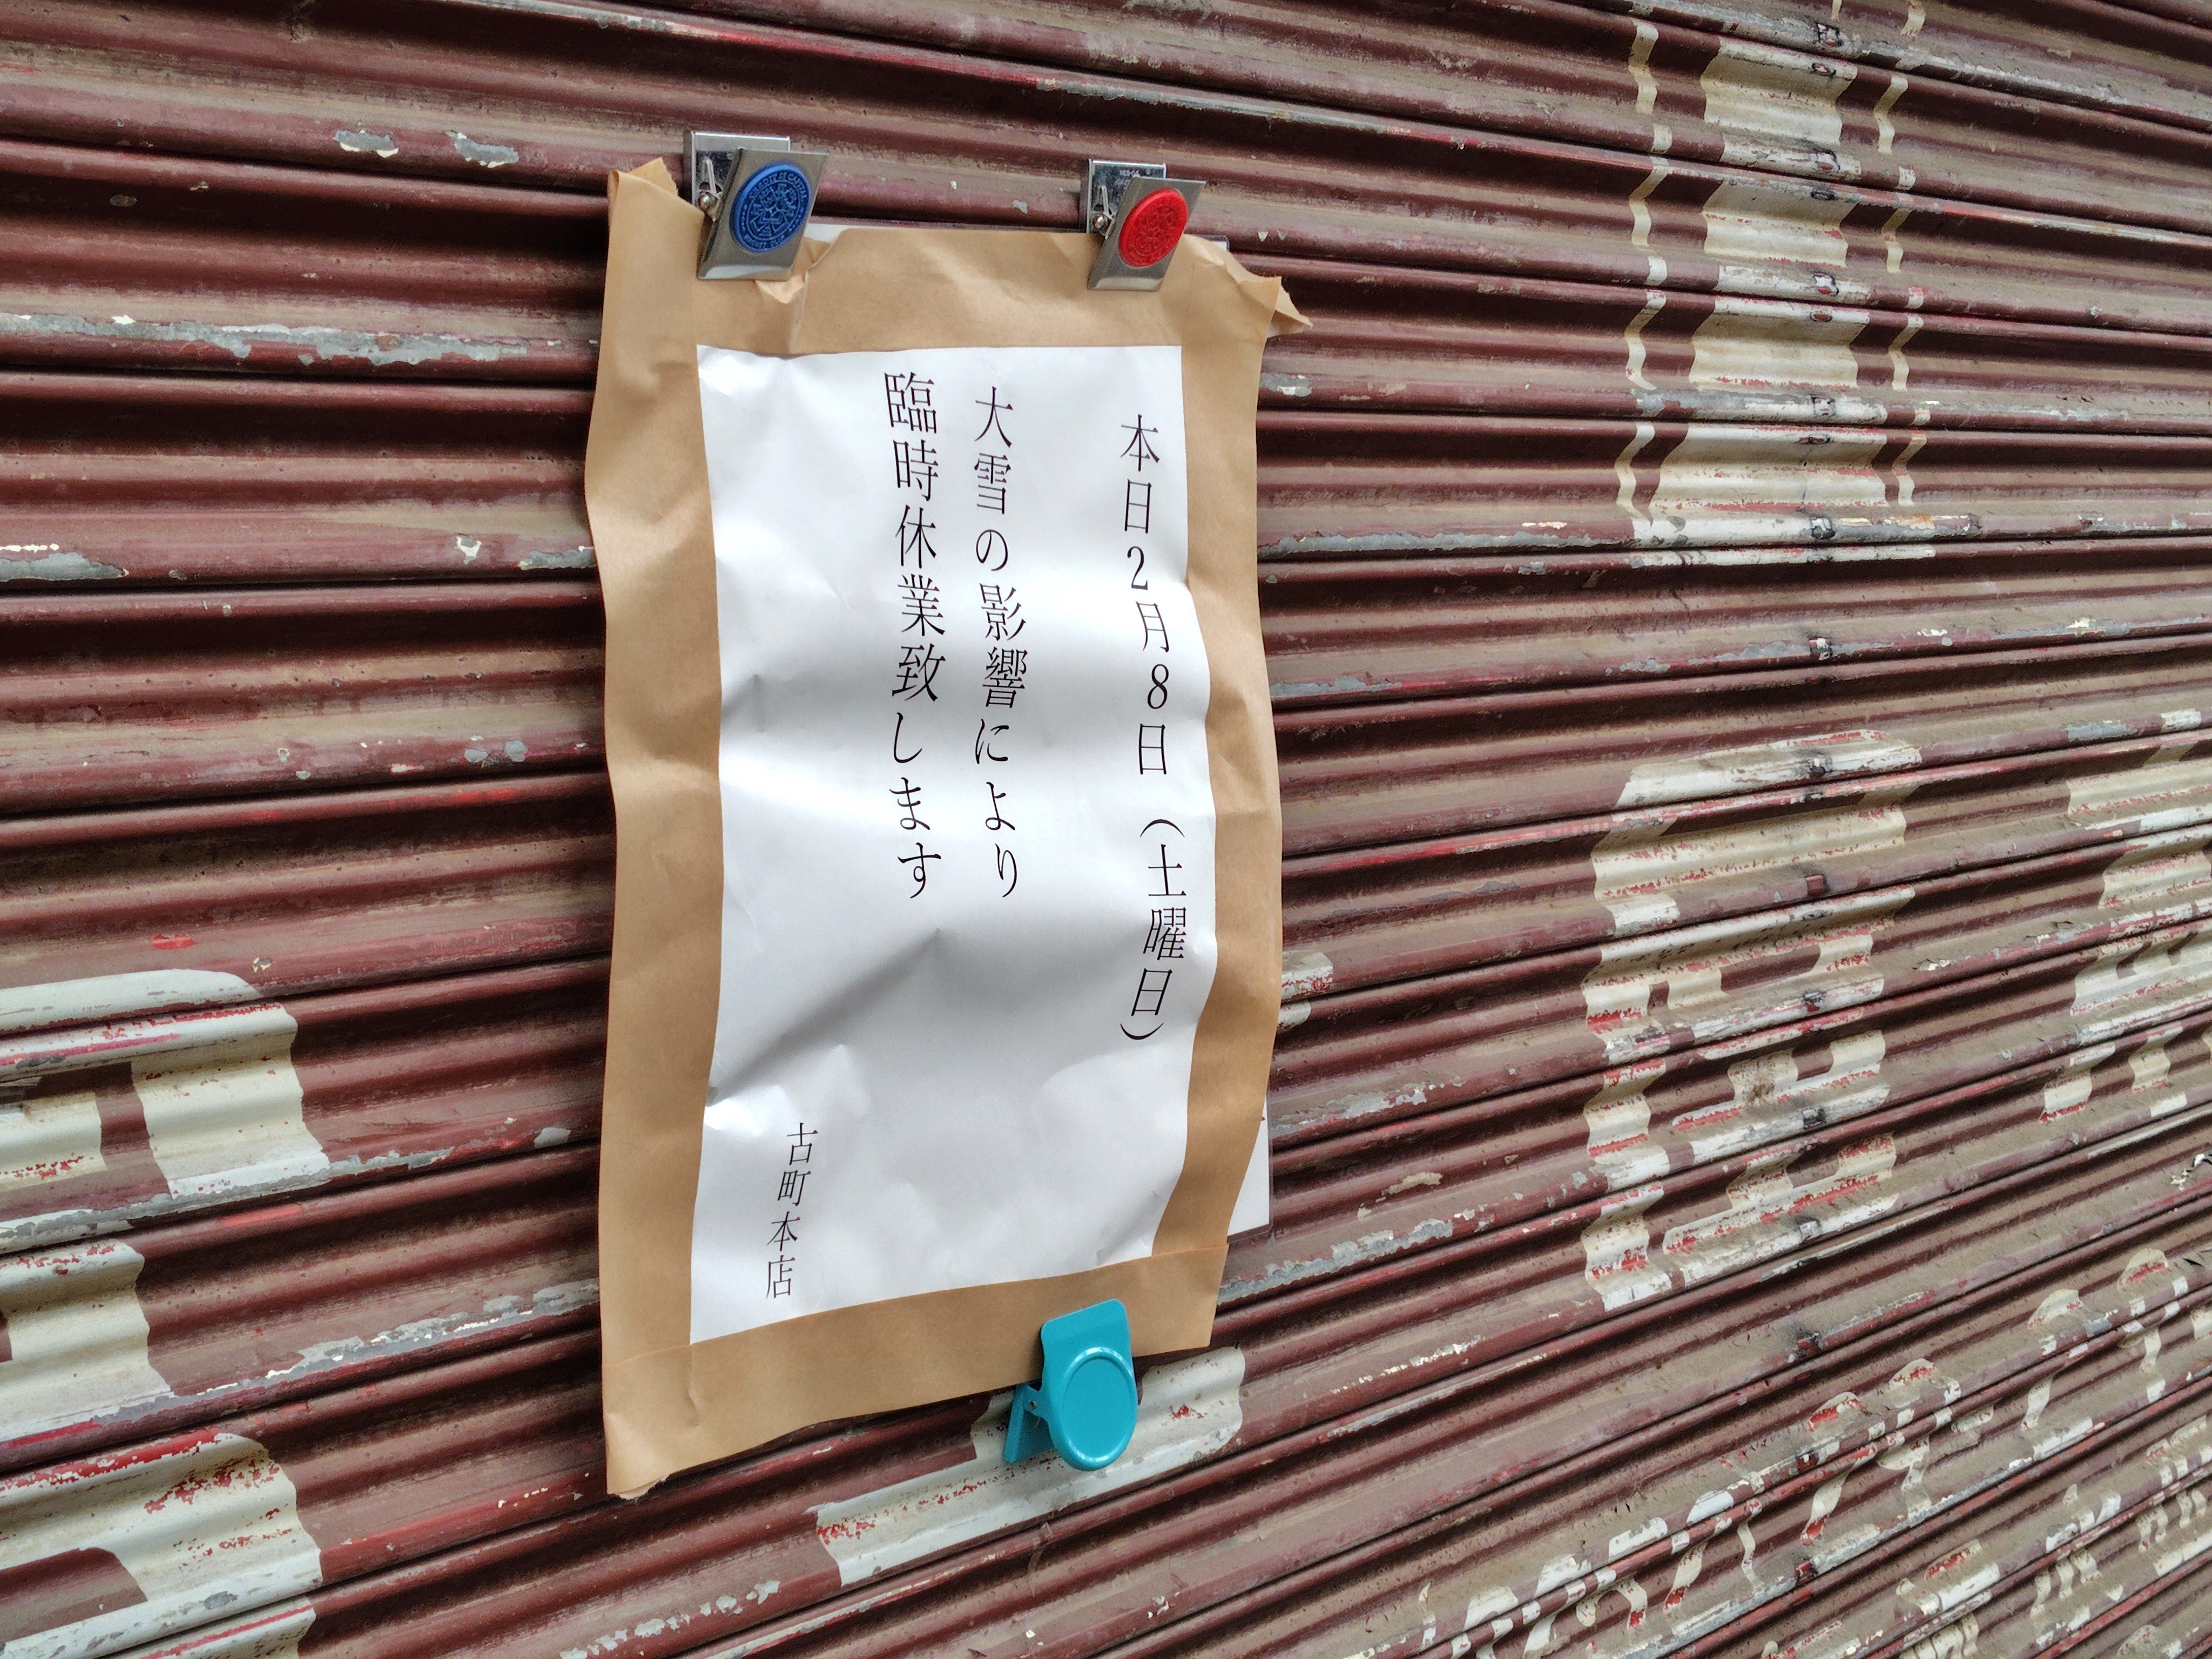 本日2月8日（土曜日）
大雪の影響により
臨時休業致します
古町本店